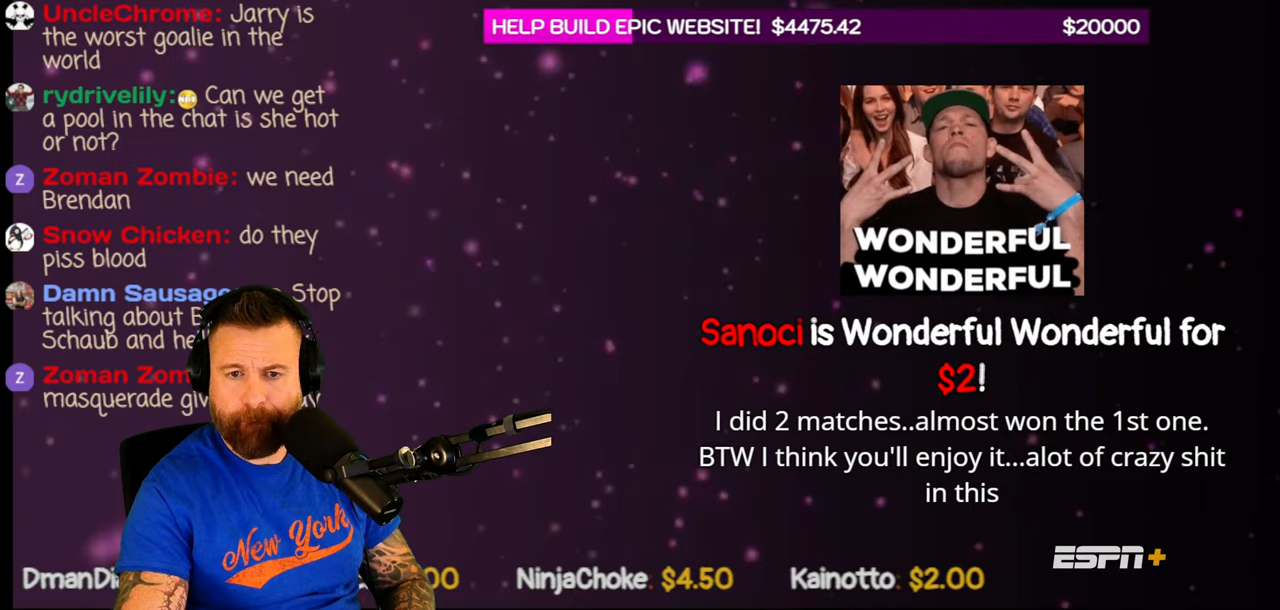 UncleChrome: Jarry is
the worst goalie in the
world
rydrivelily: Can we get
a pool in the chat is she hot
or not?
Z
Zoman Zombie: we need
Brendan
Snow Chicken: do they
piss blood
Damn Sausage Stop
talking about
Schaub and
Z
Zoman
masquerade
HELP BUILD EPIC WEBSITE! $4475.42 $20000
WONDERFUL
WONDERFUL
Sanoci is Wonderful Wonderful for
$2!
I did 2 matches..almost won the 1st one.
BTW I think you'll enjoy it...alot of crazy shit
in this
New York
ESPN+
NinjaChoke: $4.50 Kainotto: $2.00